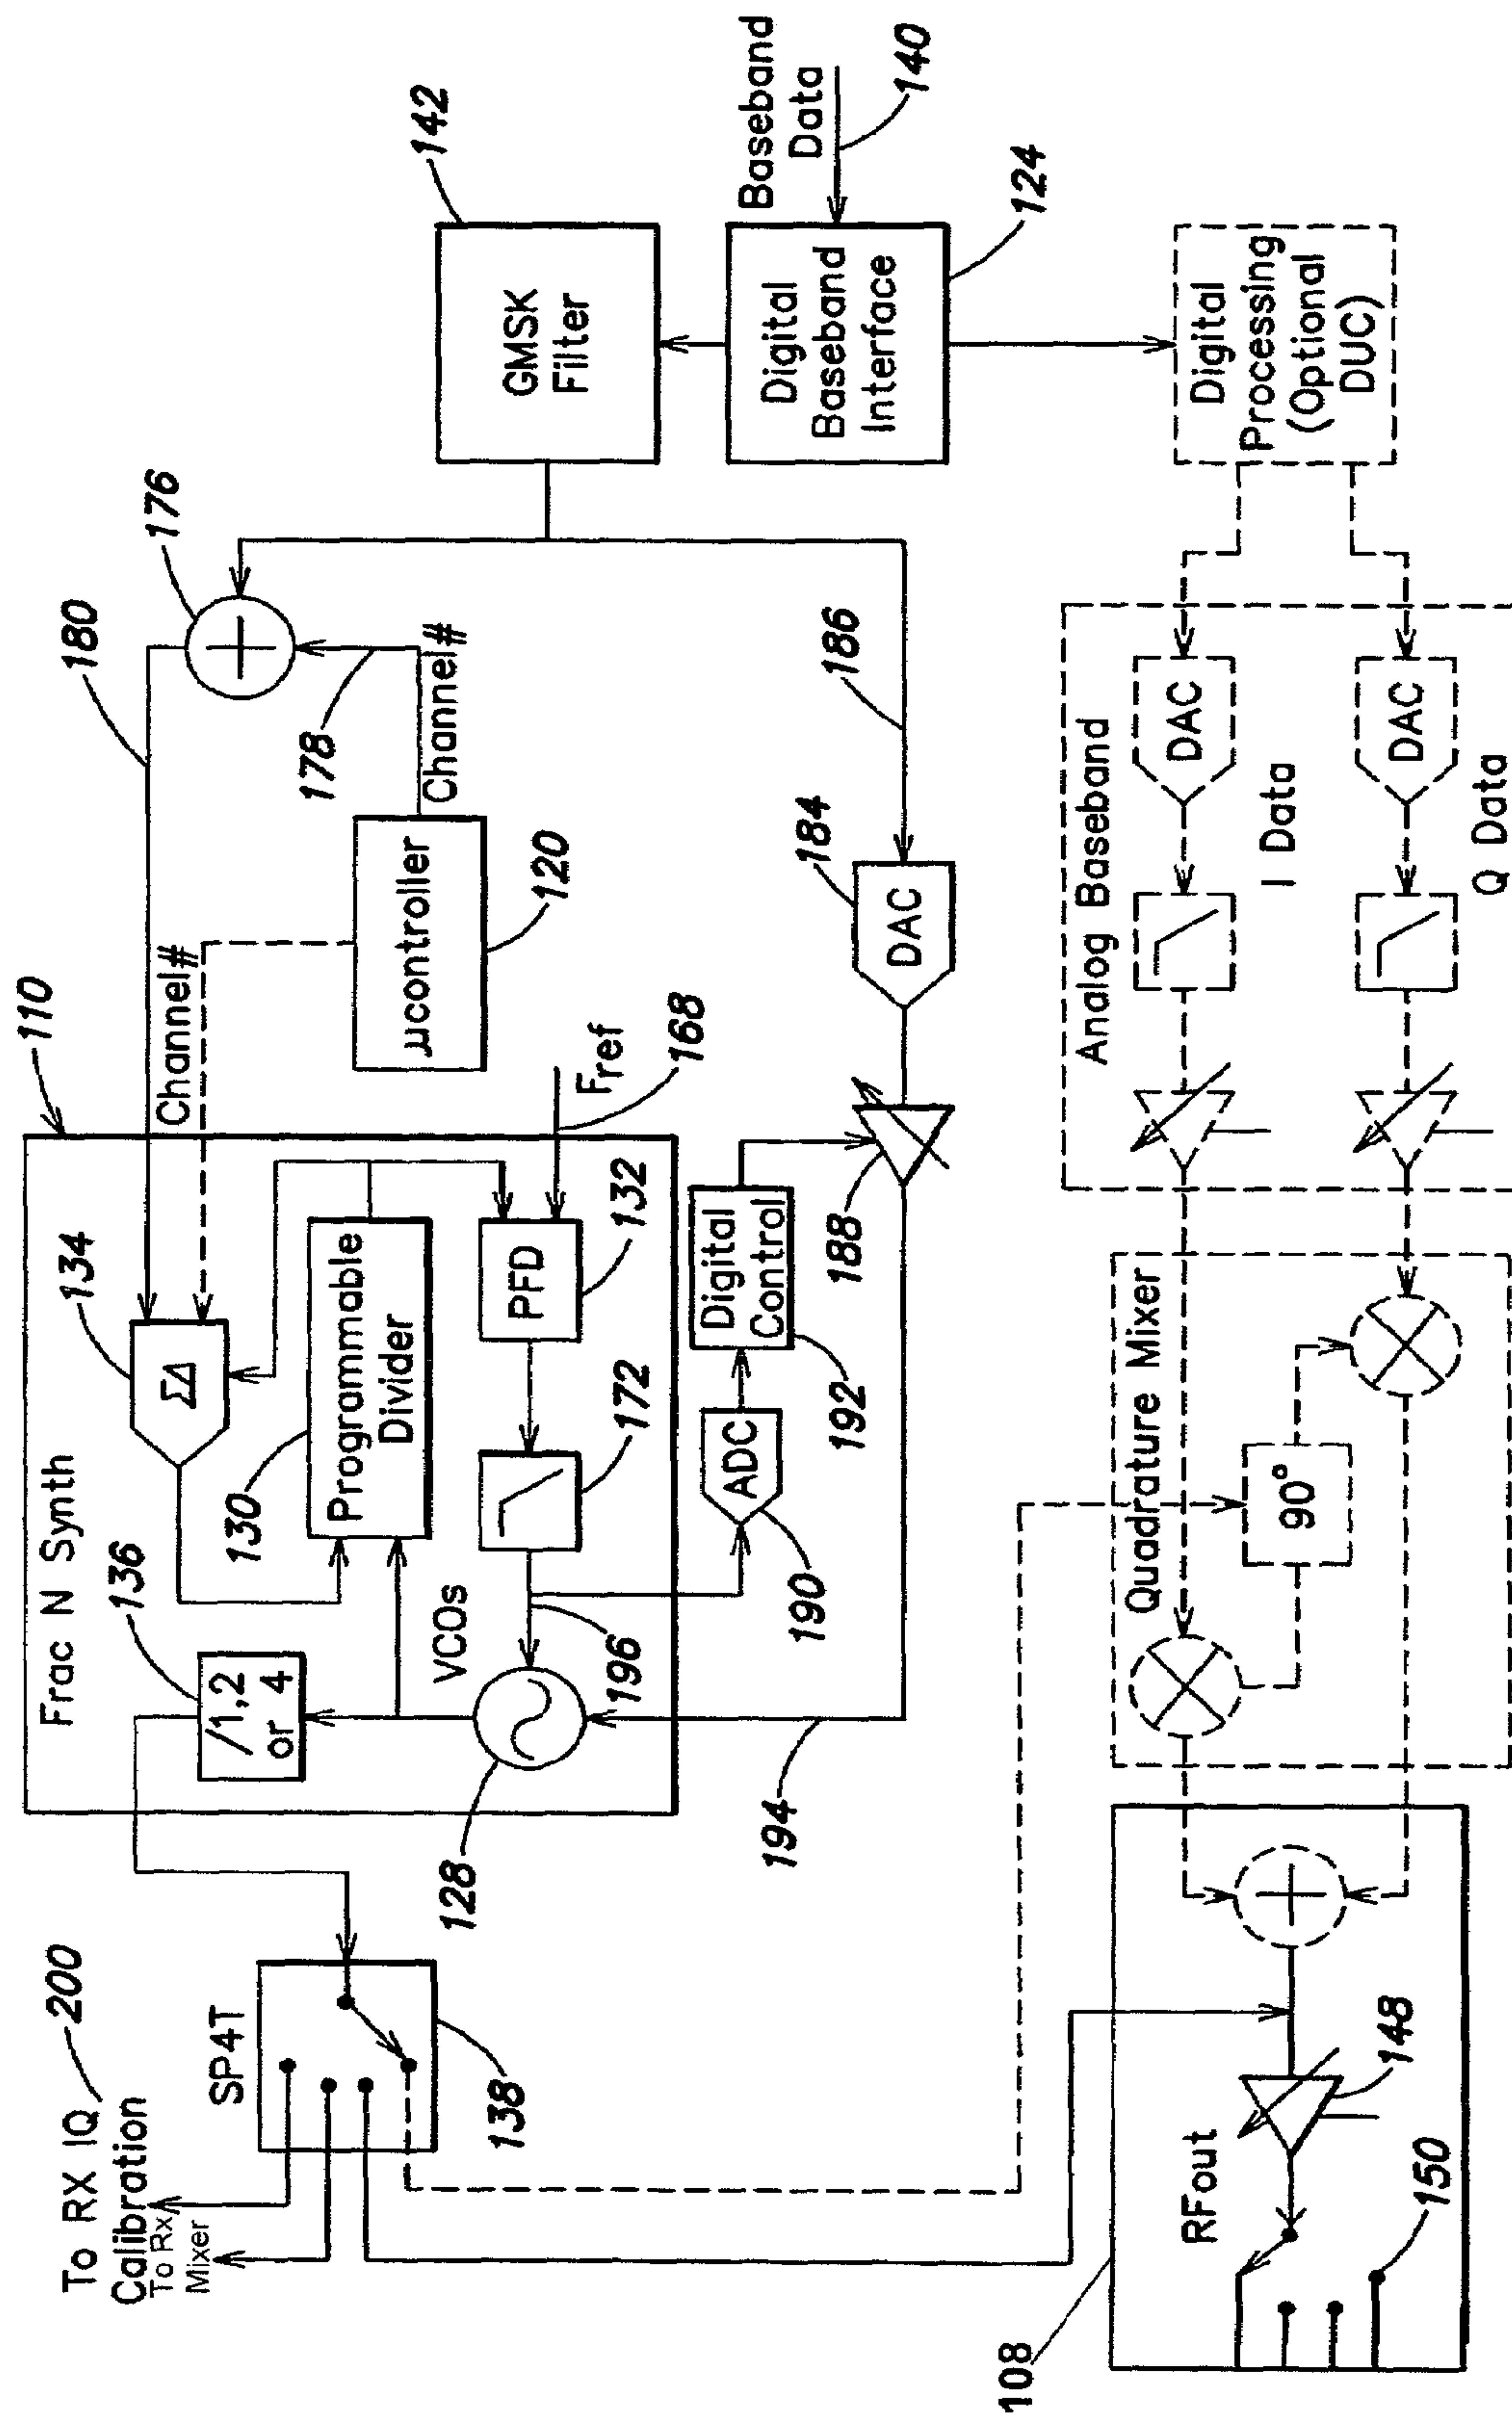 To RX IQ
Calibration
200
To Rx
Mixer
SP4T
138
Frac N Synth
110
136
/1,2
or 4
134
ΣΔ
Channel#
180
176
130
Programmable
Divider
VCOs
128
196
172
PFD
132
Fref
168
µcontroller
120
Channel#
178
142
GMSK
Filter
Baseband
Data
140
Digital
Baseband
Interface
124
190
ADC
192
Digital
Control
188
184
DAC
186
194
Digital
Processing
(Optional
DUC)
Analog Baseband
DAC
I Data
DAC
Q Data
Quadrature Mixer
90°
108
RFout
148
150